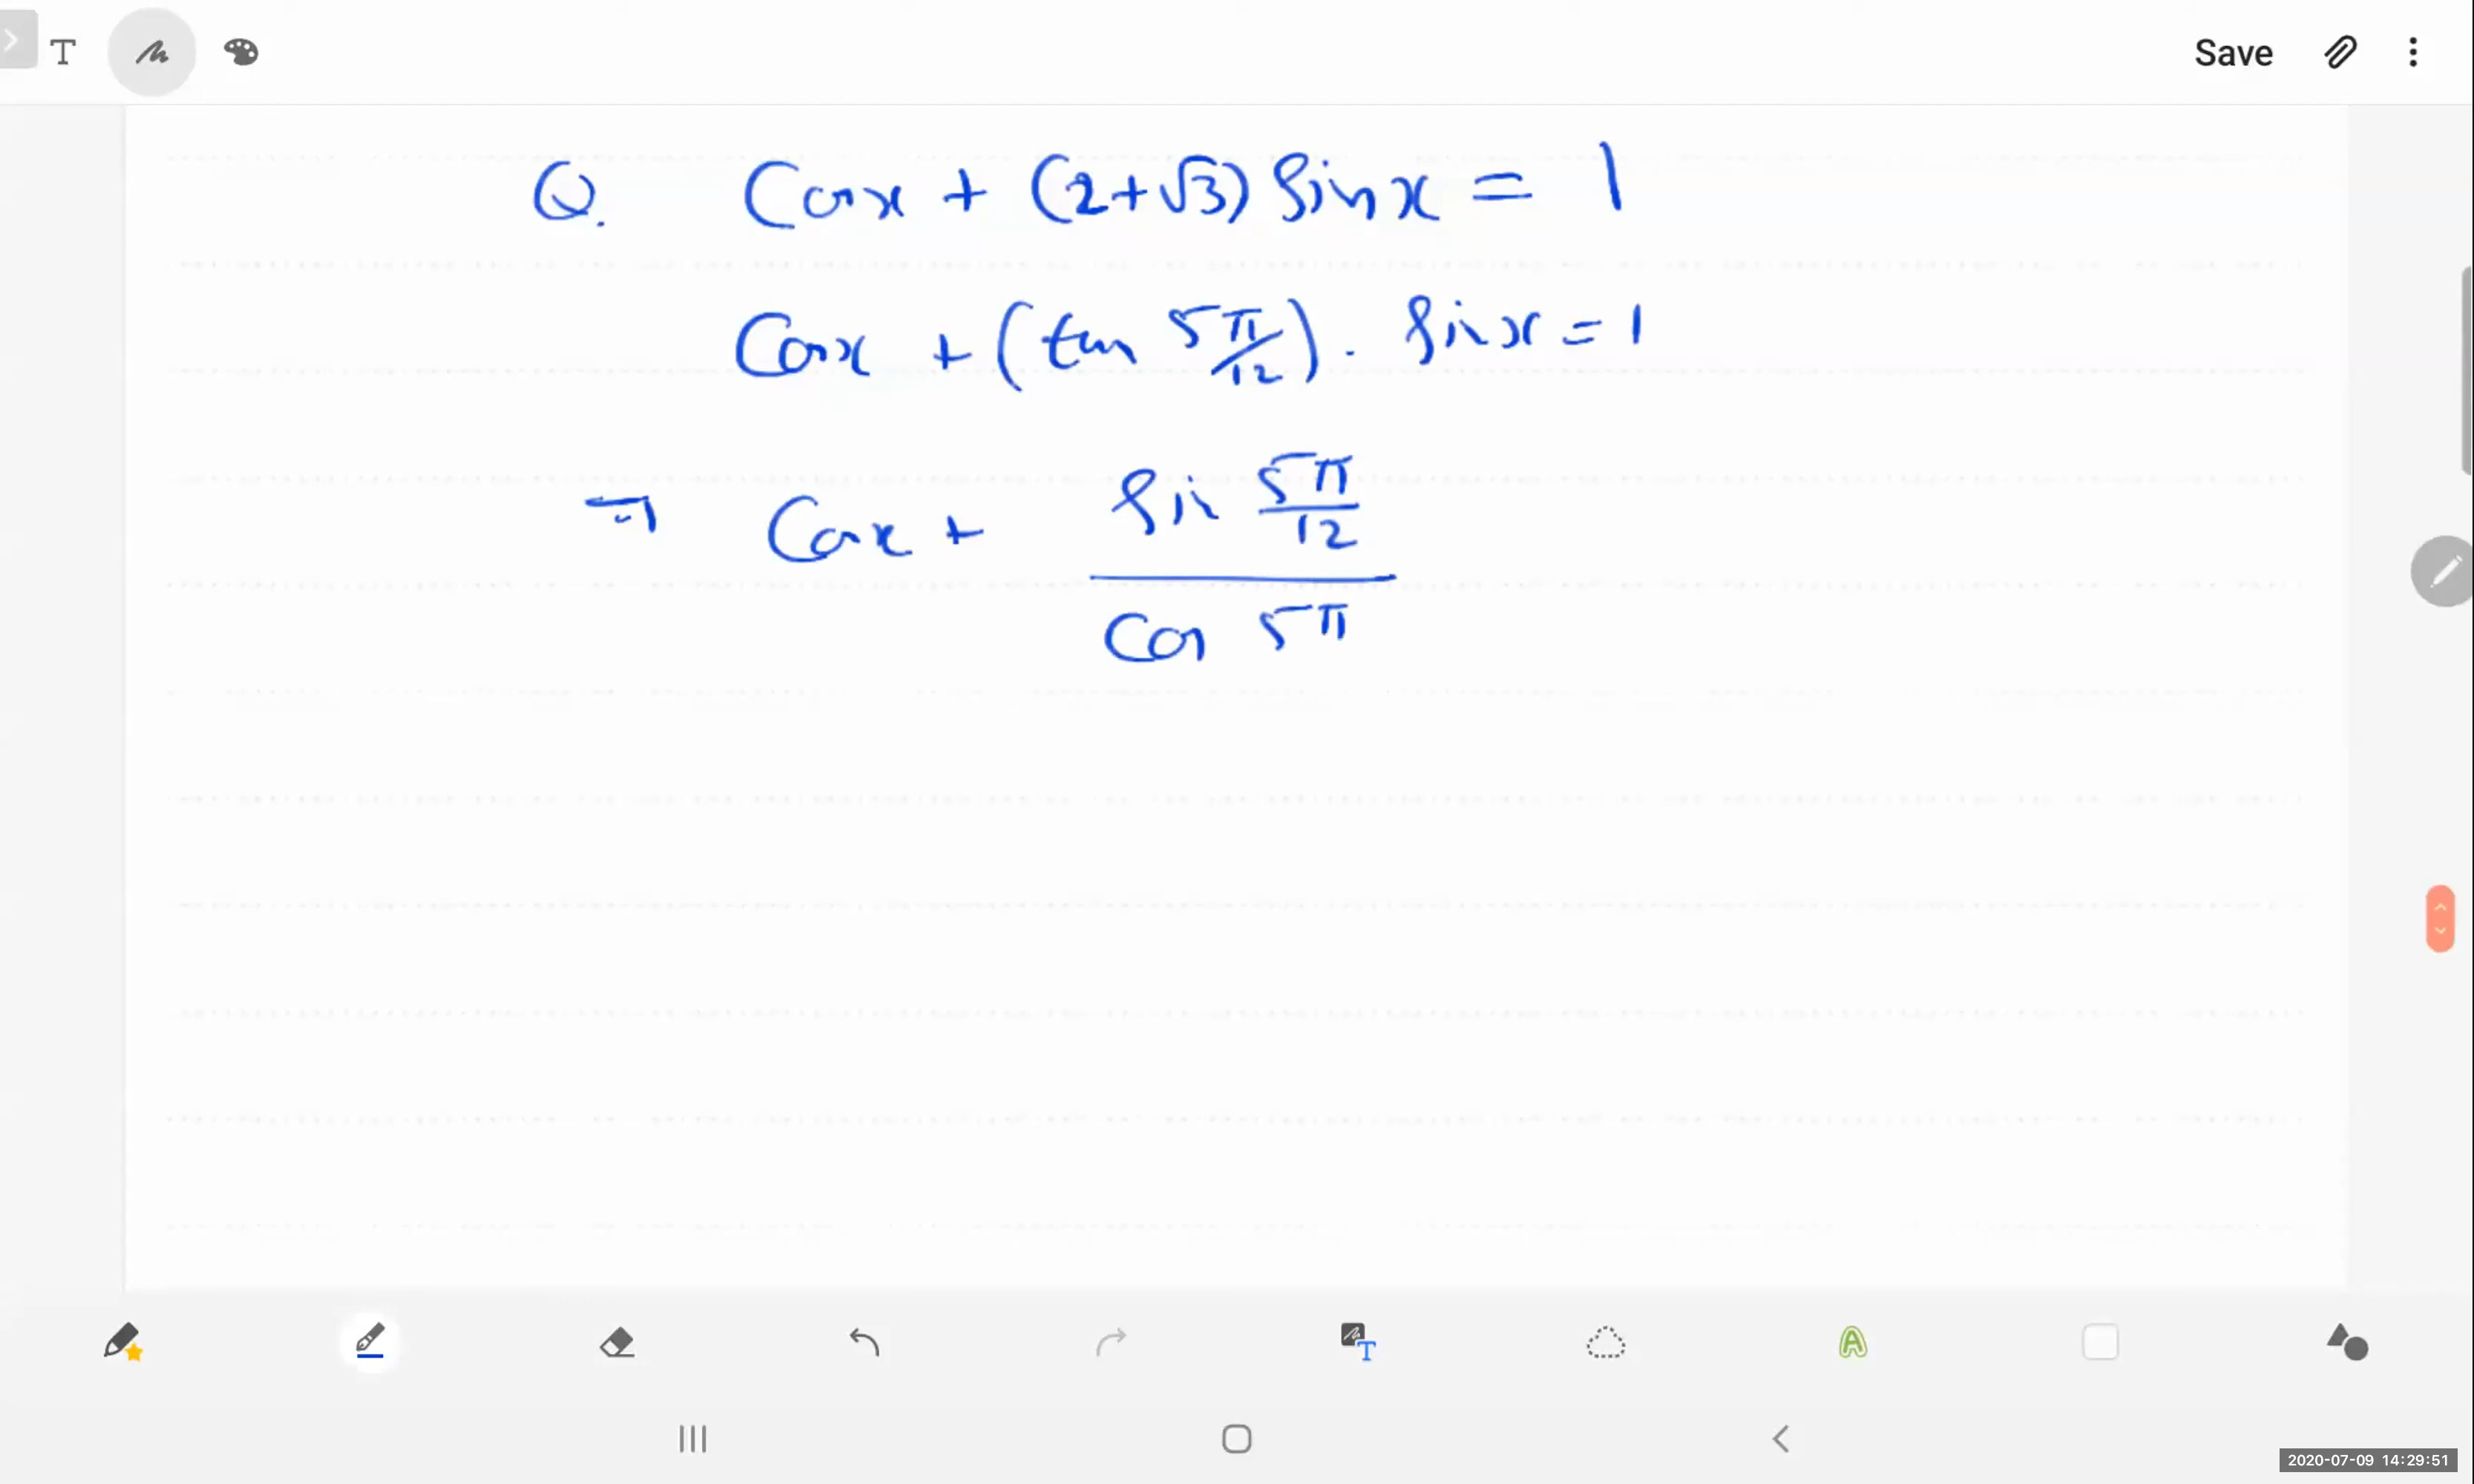 T
Save
Q. Cosx + (2+√3) Sinx = 1
Cosx + (tan 5π/12) . Sinx = 1
⇒ Cosx + Sin 5π/12
Cos 5π
T
A
2020-07-09 14:29:51